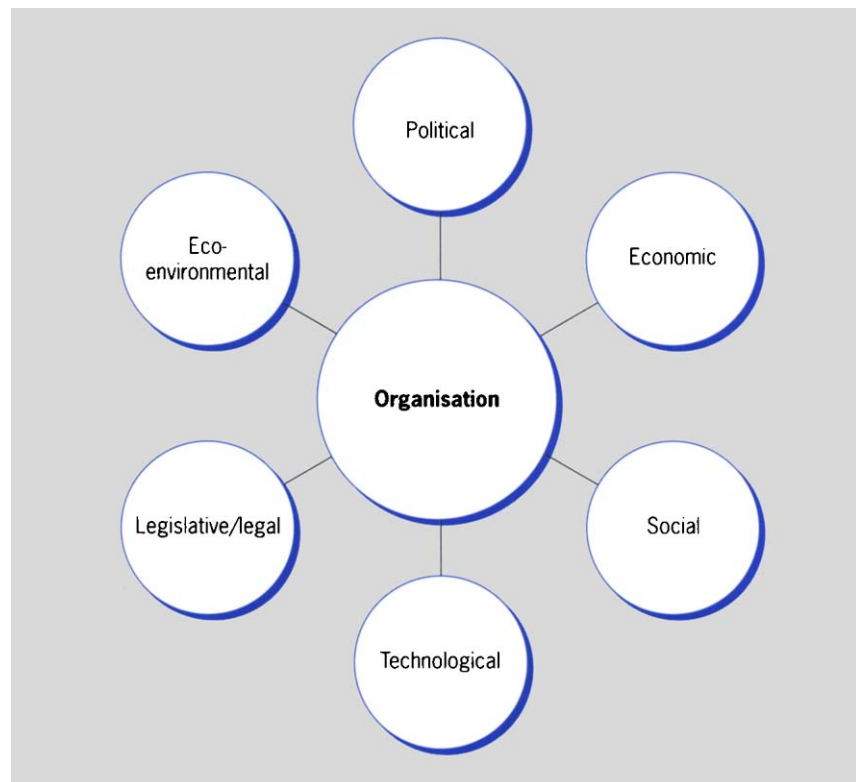 Political
Eco-
environmental
Economic
Organisation
Legislative/legal
Social
Technological